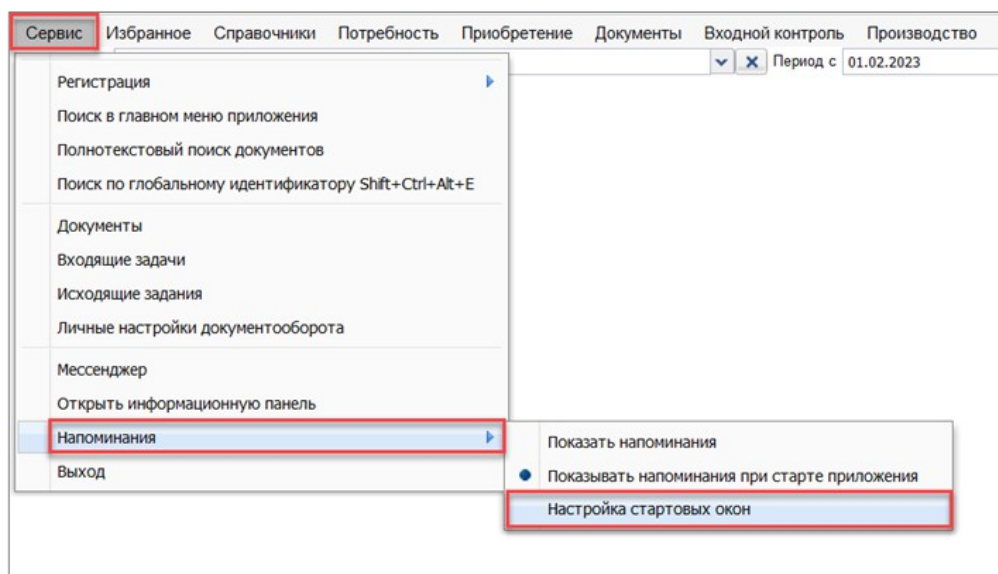 Сервис Избранное Справочники Потребность Приобретение Документы Входной контроль Производство
Период с 01.02.2023
Регистрация
Поиск в главном меню приложения
Полнотекстовый поиск документов
Поиск по глобальному идентификатору Shift+Ctrl+Alt+E
Документы
Входящие задачи
Исходящие задания
Личные настройки документооборота
Мессенджер
Открыть информационную панель
Напоминания
Выход
Показать напоминания
Показывать напоминания при старте приложения
Настройка стартовых окон